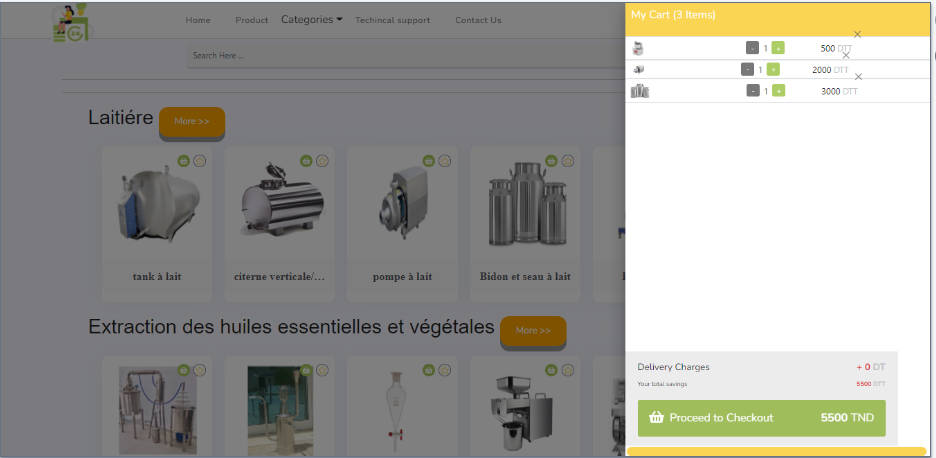 Home Product Categories Techincal support Contact Us
Search Here ...
Laitiére More >>
tank à lait citerne verticale/... pompe à lait Bidon et seau à lait
Extraction des huiles essentielles et végétales More >>
My Cart (3 Items)
- 1 + 500 DTT
- 1 + 2000 DTT
- 1 + 3000 DTT
Delivery Charges + 0 DT
Your total savings 5500 DTT
Proceed to Checkout 5500 TND